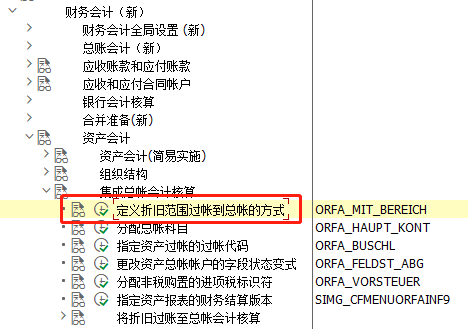 财务会计（新）
财务会计全局设置 (新)
总账会计（新）
应收账款和应付账款
应收和应付合同帐户
银行会计核算
合并准备(新)
资产会计
资产会计(简易实施)
组织结构
集成总帐会计核算
定义折旧范围过帐到总帐的方式 ORFA_MIT_BEREICH
分配总帐科目 ORFA_HAUPT_KONT
指定资产过帐的过帐代码 ORFA_BUSCHL
更改资产总帐帐户的字段状态变式 ORFA_FELDST_ABG
分配非税购置的进项税标识符 ORFA_VORSTEUER
指定资产报表的财务结算版本 SIMG_CFMENUORFAINF9
将折旧过账至总帐会计核算